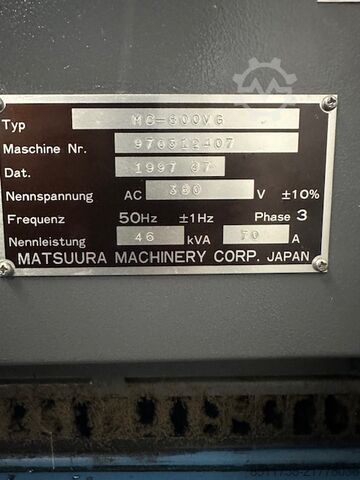 Typ MC-800VG
Maschine Nr. 970312407
Dat. 1997 07
Nennspannung AC 380 V ±10%
Frequenz 50Hz ±1Hz Phase 3
Nennleistung 46 kVA 70 A
MATSUURA MACHINERY CORP. JAPAN